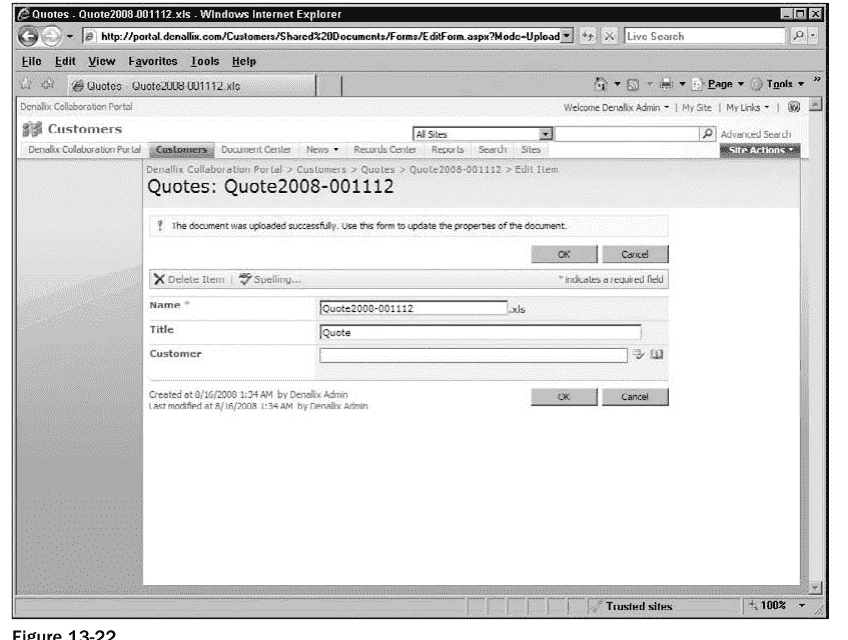 Quotes - Quote2008-001112.xls - Windows Internet Explorer
http://portal.denallix.com/Customers/Shared%20Documents/Forms/EditForm.aspx?Mode=Upload
Live Search
File Edit View Favorites Tools Help
Quotes - Quote2008-001112.xls
Page Tools »
Denallix Collaboration Portal
Welcome Denallix Admin | My Site | My Links |
Customers
All Sites
Advanced Search
Denallix Collaboration Portal Customers Document Center News Records Center Reports Search Sites
Site Actions
Denallix Collaboration Portal > Customers > Quotes > Quote2008-001112 > Edit Item
Quotes: Quote2008-001112
The document was uploaded successfully. Use this form to update the properties of the document.
OK Cancel
Delete Item | Spelling...
* indicates a required field
Name *
Quote2008-001112 .xls
Title
Quote
Customer
Created at 8/16/2008 1:34 AM by Denallix Admin
Last modified at 8/16/2008 1:34 AM by Denallix Admin
OK Cancel
Trusted sites
100%
Figure 13-22